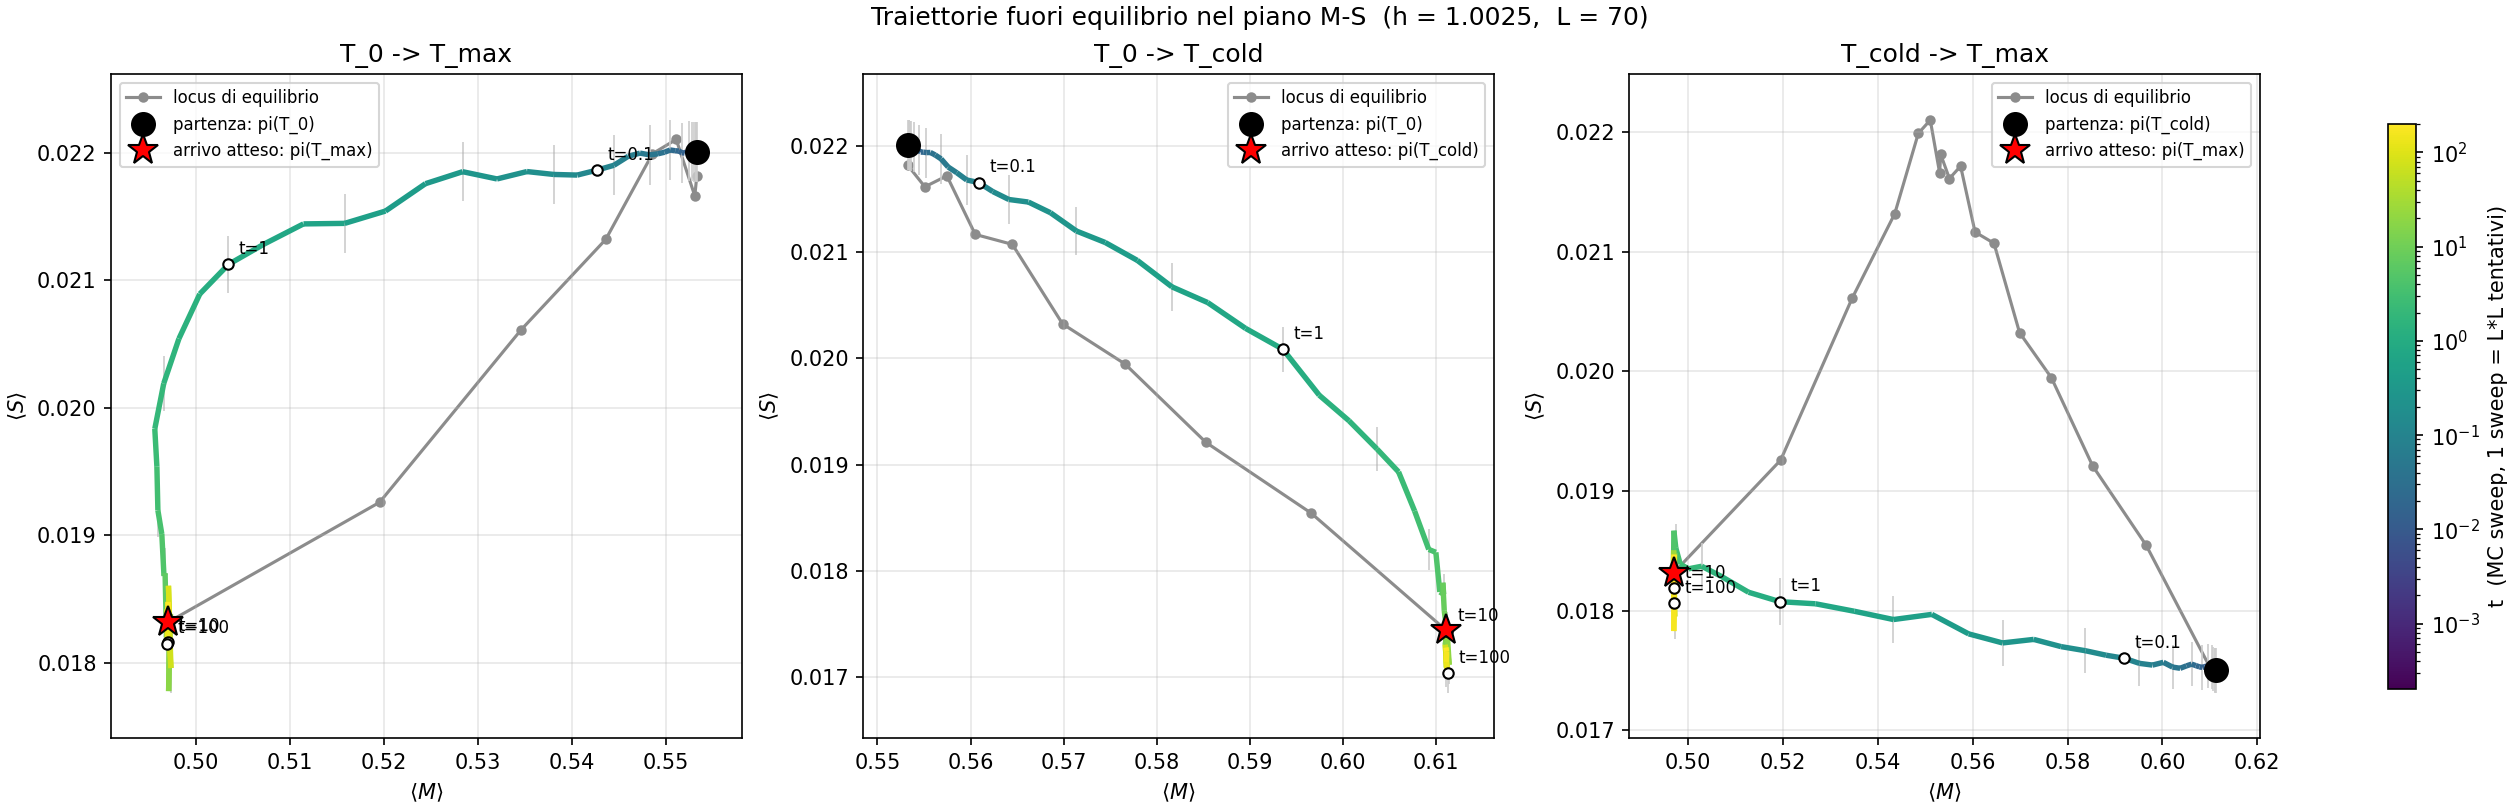 Traiettorie fuori equilibrio nel piano M-S  (h = 1.0025,  L = 70)
T_0 -> T_max
locus di equilibrio
partenza: pi(T_0)
arrivo atteso: pi(T_max)
t=0.1
t=1
t=10
t=100
0.022
0.021
0.020
0.019
0.018
⟨S⟩
0.50 0.51 0.52 0.53 0.54 0.55
⟨M⟩
T_0 -> T_cold
locus di equilibrio
partenza: pi(T_0)
arrivo atteso: pi(T_cold)
t=0.1
t=1
t=10
t=100
0.022
0.021
0.020
0.019
0.018
0.017
⟨S⟩
0.55 0.56 0.57 0.58 0.59 0.60 0.61
⟨M⟩
T_cold -> T_max
locus di equilibrio
partenza: pi(T_cold)
arrivo atteso: pi(T_max)
t=10
t=100
t=1
t=0.1
0.022
0.021
0.020
0.019
0.018
0.017
⟨S⟩
0.50 0.52 0.54 0.56 0.58 0.60 0.62
⟨M⟩
10²
10¹
10⁰
10⁻¹
10⁻²
10⁻³
t  (MC sweep, 1 sweep = L*L tentativi)